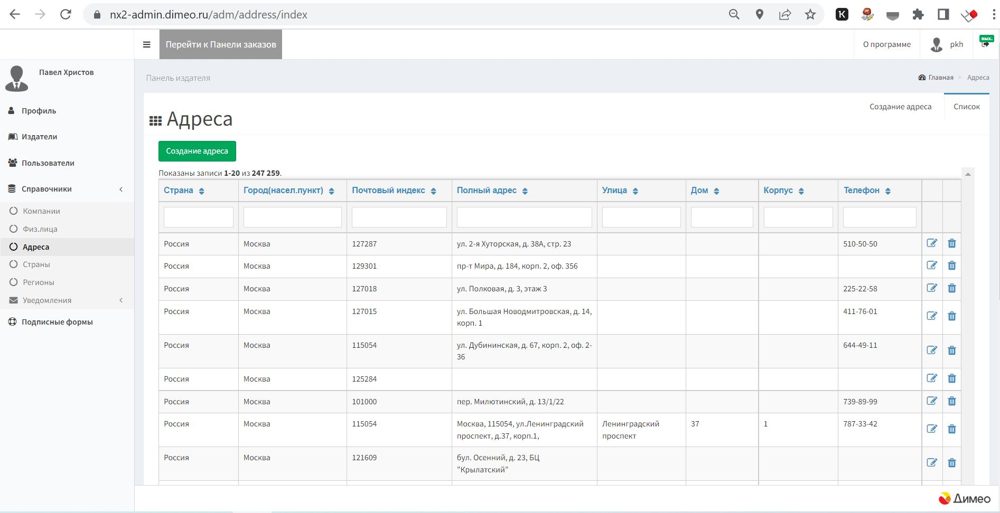 nx2-admin.dimeo.ru/adm/address/index
K
Перейти к Панели заказов
О программе
pkh
вых.
Павел Христов
Профиль
Издатели
Пользователи
Справочники
Компании
Физ.лица
Адреса
Страны
Регионы
Уведомления
Подписные формы
Панель издателя
Главная > Адреса
Создание адреса
Список
Адреса
Создание адреса
Показаны записи 1-20 из 247 259.
Страна Город(насел.пункт) Почтовый индекс Полный адрес Улица Дом Корпус Телефон
Россия Москва 127287 ул. 2-я Хуторская, д. 38А, стр. 23 510-50-50
Россия Москва 129301 пр-т Мира, д. 184, корп. 2, оф. 356
Россия Москва 127018 ул. Полковая, д. 3, этаж 3 225-22-58
Россия Москва 127015 ул. Большая Новодмитровская, д. 14, 411-76-01
корп. 1
Россия Москва 115054 ул. Дубининская, д. 67, корп. 2, оф. 2- 644-49-11
36
Россия Москва 125284
Россия Москва 101000 пер. Милютинский, д. 13/1/22 739-89-99
Россия Москва 115054 Москва, 115054, ул.Ленинградский Ленинградский 37 1 787-33-42
проспект, д.37, корп.1, проспект
Россия Москва 121609 бул. Осенний, д. 23, БЦ
"Крылатский"
Димео